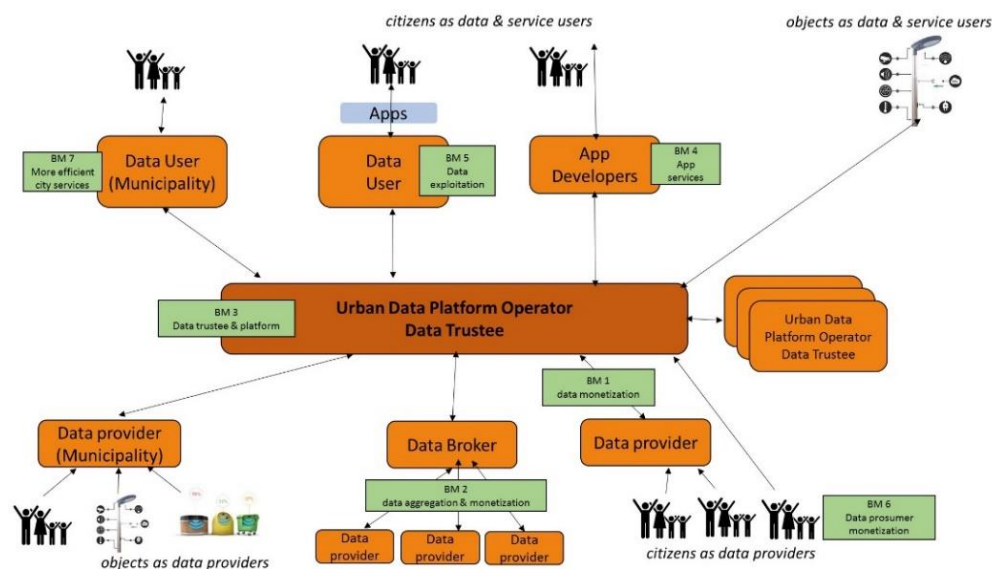 citizens as data & service users
objects as data & service users
Apps
BM 7
More efficient
city services
Data User
(Municipality)
Data
User
BM 5
Data
exploitation
App
Developers
BM 4
App
services
BM 3
Data trustee & platform
Urban Data Platform Operator
Data Trustee
Urban Data
Platform Operator
Data Trustee
BM 1
data monetization
Data provider
(Municipality)
Data Broker
Data provider
BM 2
data aggregation & monetization
BM 6
Data prosumer
monetization
Data
provider
Data
provider
Data
provider
objects as data providers
citizens as data providers